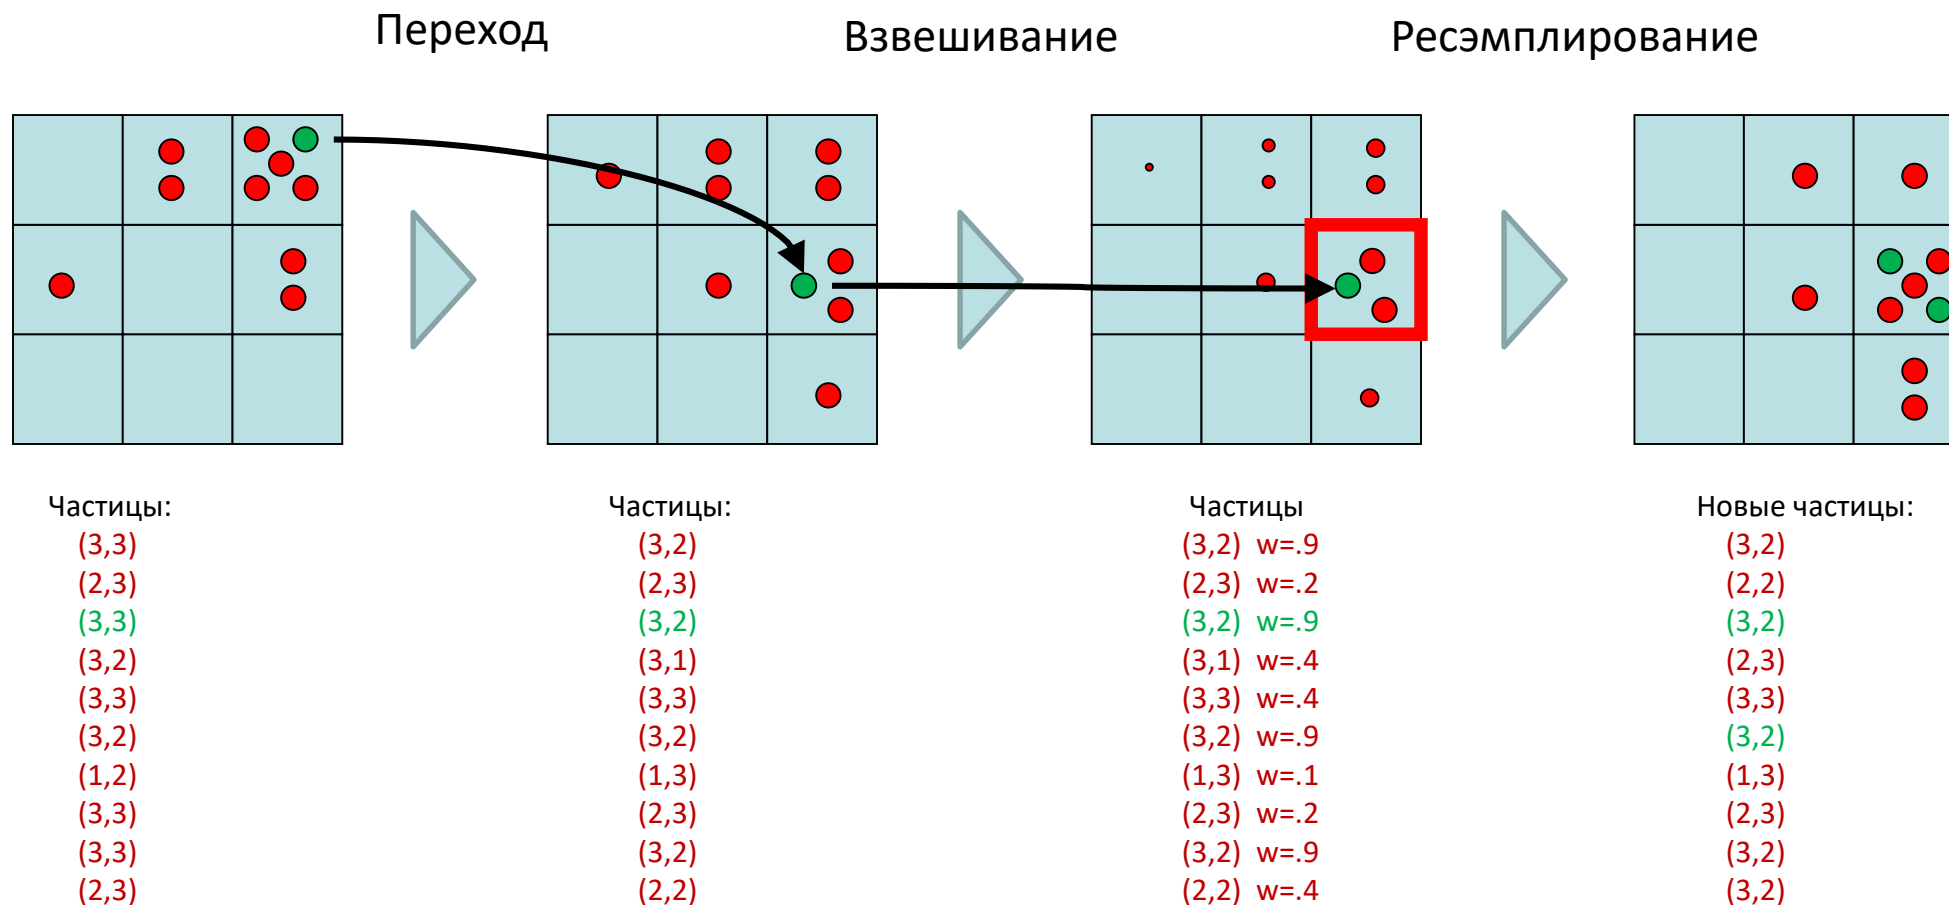 Переход
Взвешивание
Ресэмплирование
Частицы:
(3,3)
(2,3)
(3,3)
(3,2)
(3,3)
(3,2)
(1,2)
(3,3)
(3,3)
(2,3)
Частицы:
(3,2)
(2,3)
(3,2)
(3,1)
(3,3)
(3,2)
(1,3)
(2,3)
(3,2)
(2,2)
Частицы
(3,2) w=.9
(2,3) w=.2
(3,2) w=.9
(3,1) w=.4
(3,3) w=.4
(3,2) w=.9
(1,3) w=.1
(2,3) w=.2
(3,2) w=.9
(2,2) w=.4
Новые частицы:
(3,2)
(2,2)
(3,2)
(2,3)
(3,3)
(3,2)
(1,3)
(2,3)
(3,2)
(3,2)